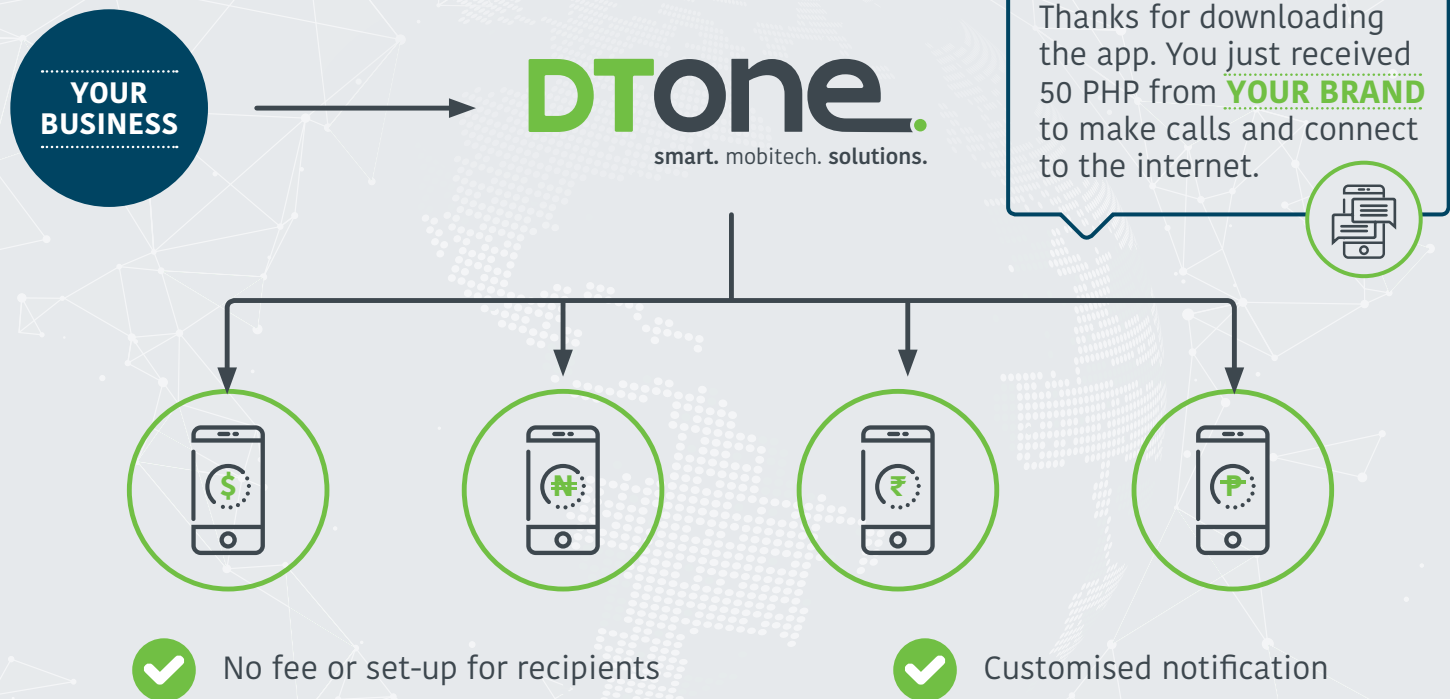 YOUR
BUSINESS
DTone.
smart. mobitech. solutions.
Thanks for downloading
the app. You just received
50 PHP from YOUR BRAND
to make calls and connect
to the internet.
$
₦
₹
₱
No fee or set-up for recipients
Customised notification